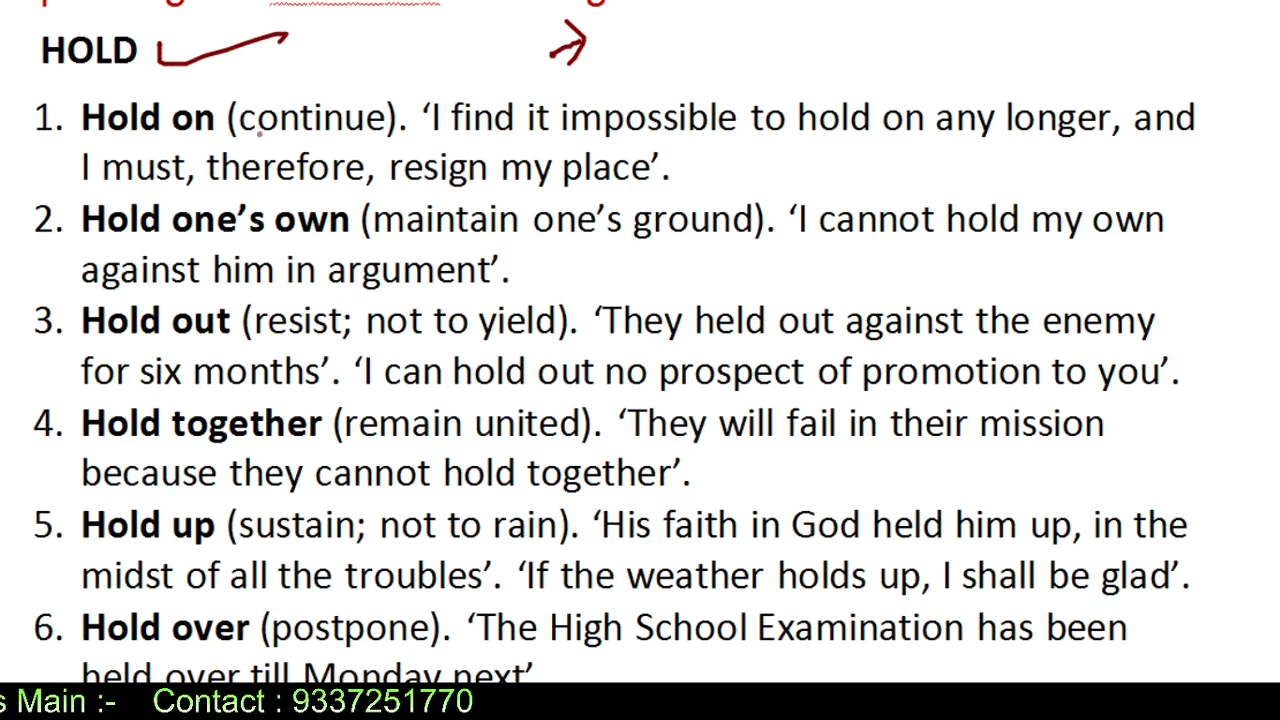 HOLD
1. Hold on (continue). ‘I find it impossible to hold on any longer, and
I must, therefore, resign my place’.
2. Hold one’s own (maintain one’s ground). ‘I cannot hold my own
against him in argument’.
3. Hold out (resist; not to yield). ‘They held out against the enemy
for six months’. ‘I can hold out no prospect of promotion to you’.
4. Hold together (remain united). ‘They will fail in their mission
because they cannot hold together’.
5. Hold up (sustain; not to rain). ‘His faith in God held him up, in the
midst of all the troubles’. ‘If the weather holds up, I shall be glad’.
6. Hold over (postpone). ‘The High School Examination has been
held over till Monday next’
s Main :- Contact : 9337251770